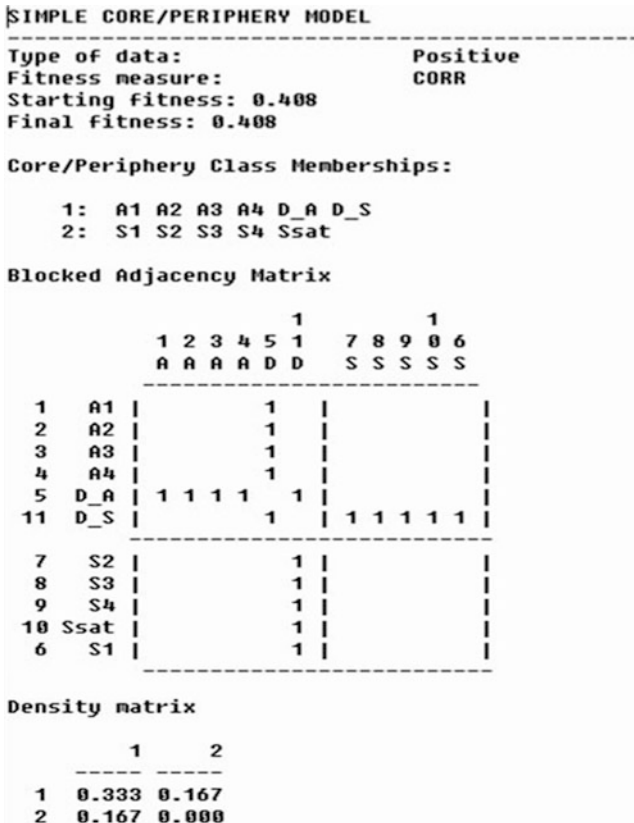 SIMPLE CORE/PERIPHERY MODEL
--------------------------------------------------
Type of data:                    Positive
Fitness measure:                 CORR
Starting fitness: 0.408
Final fitness: 0.408

Core/Periphery Class Memberships:

    1:  A1 A2 A3 A4 D_A D_S
    2:  S1 S2 S3 S4 Ssat

Blocked Adjacency Matrix

                      1         1
            1 2 3 4 5 1   7 8 9 0 6
            A A A A D D   S S S S S
           ---------------------------
  1    A1 |         1   |           |
  2    A2 |         1   |           |
  3    A3 |         1   |           |
  4    A4 |         1   |           |
  5   D_A | 1 1 1 1   1 |           |
 11   D_S |         1   | 1 1 1 1 1 |
          ----------------------------
  7    S2 |           1 |           |
  8    S3 |           1 |           |
  9    S4 |           1 |           |
 10  Ssat |           1 |           |
  6    S1 |           1 |           |
           ---------------------------

Density matrix

          1     2
      ----- -----
  1   0.333 0.167
  2   0.167 0.000